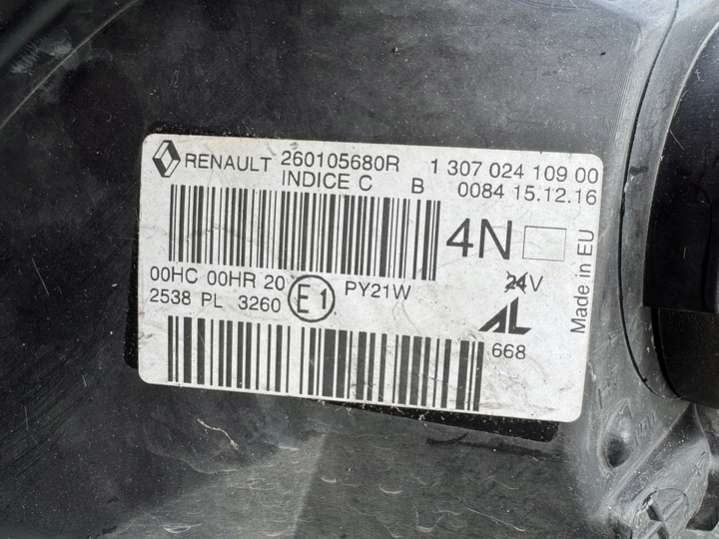 RENAULT 260105680R 1 307 024 109 00
INDICE C B 0084 15.12.16
4N
Made in EU
00HC 00HR 20 E1 PY21W 24V
2538 PL 3260
AL
668